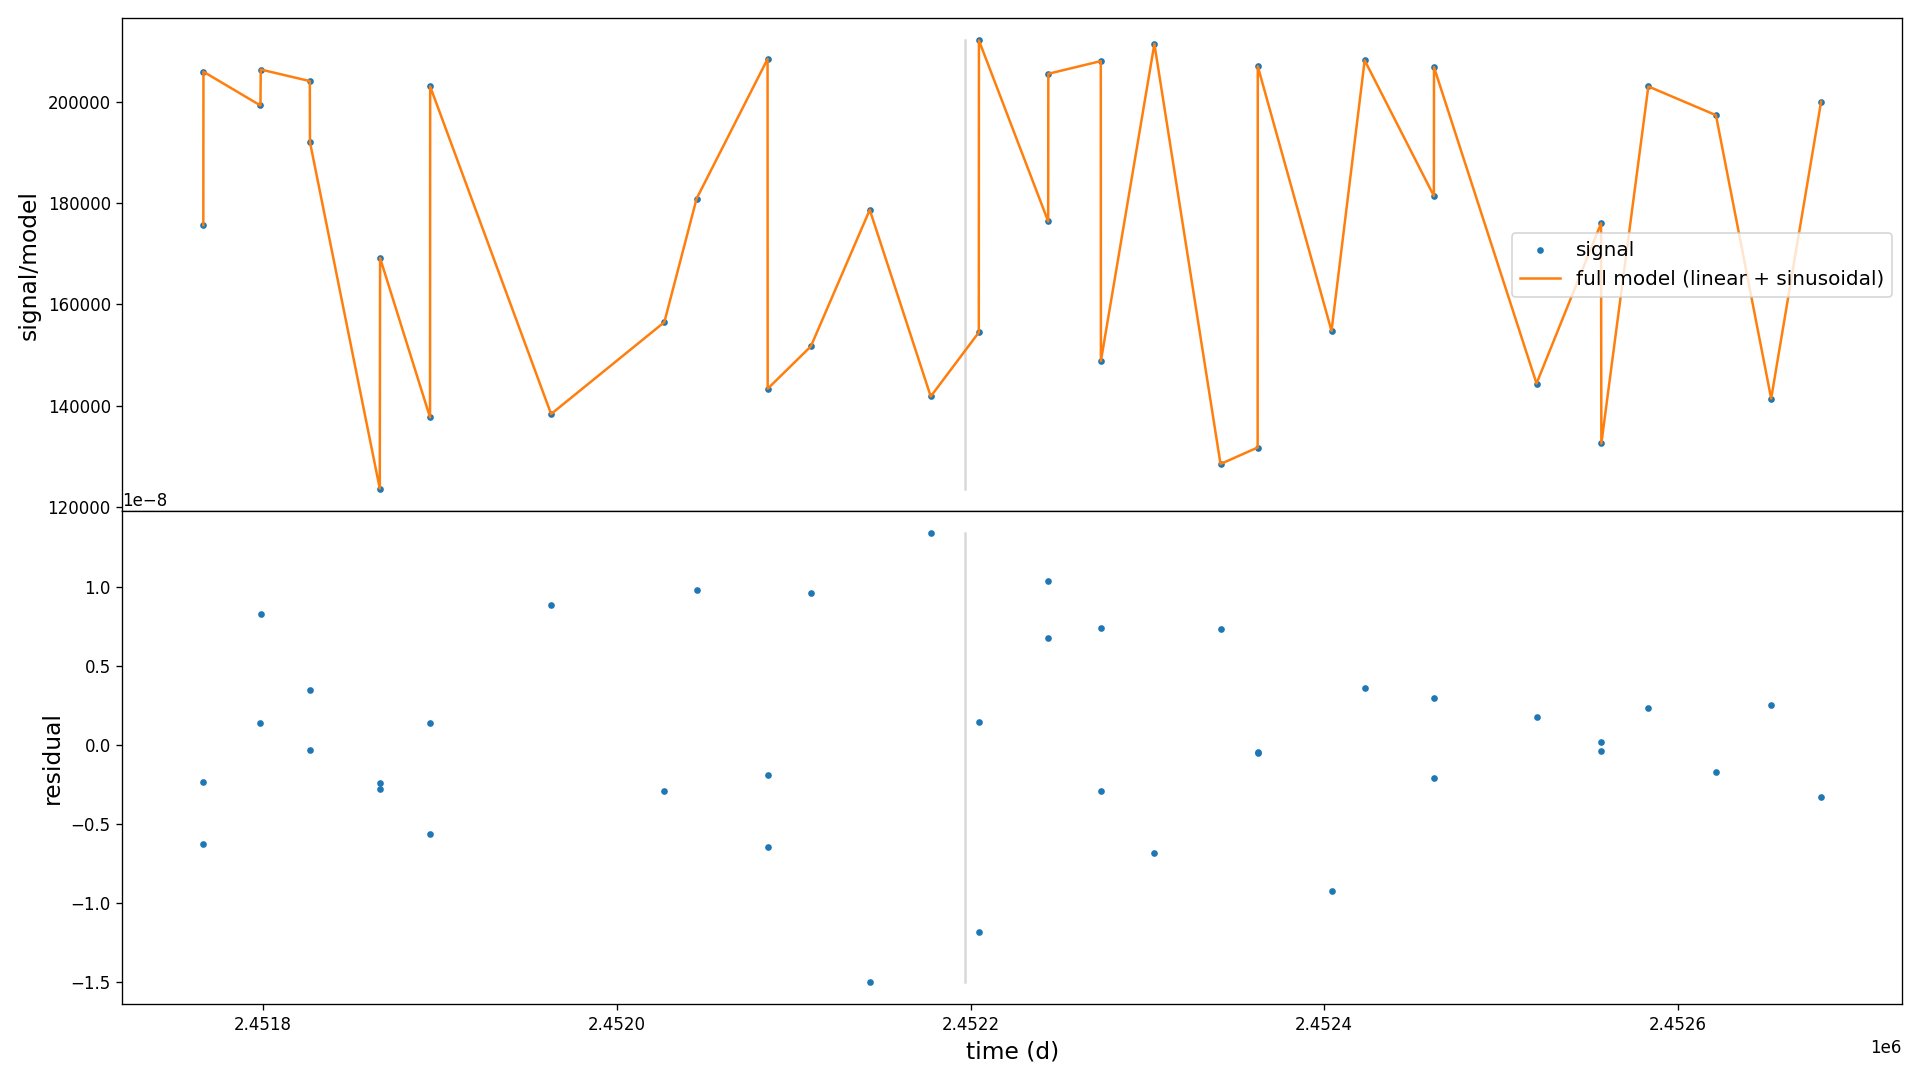 signal/model
200000
180000
160000
140000
120000
signal
full model (linear + sinusoidal)
1e−8
residual
1.0
0.5
0.0
−0.5
−1.0
−1.5
2.4518
2.4520
2.4522
2.4524
2.4526
time (d)
1e6